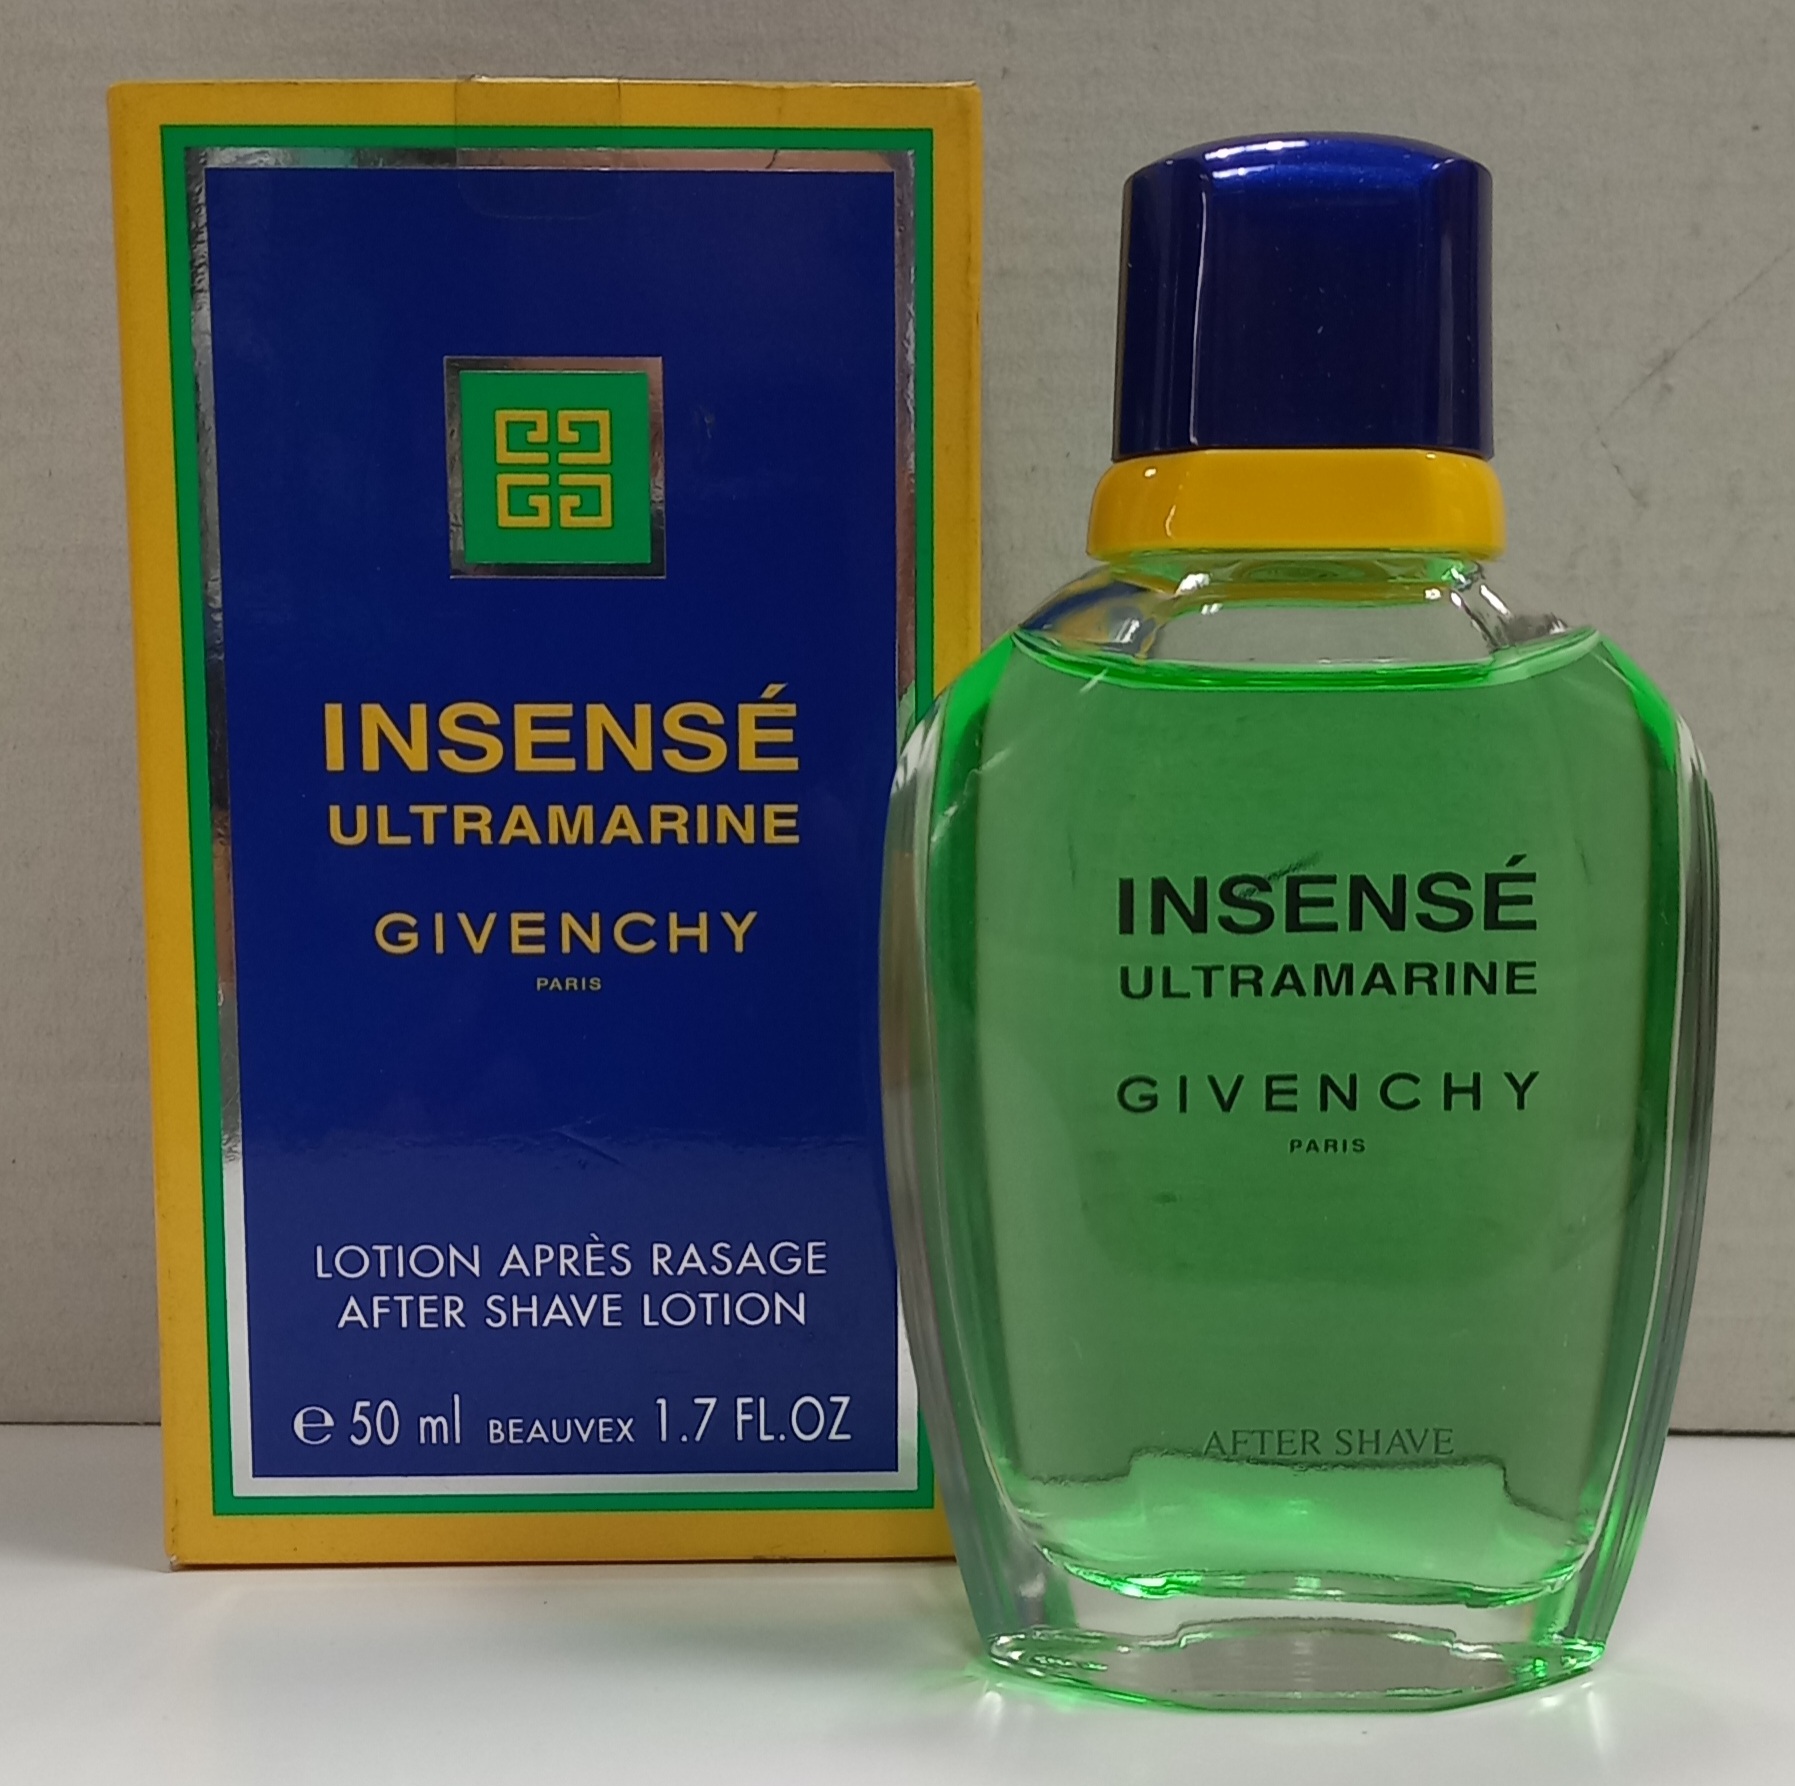 INSENSÉ
ULTRAMARINE
GIVENCHY
PARIS
LOTION APRÈS RASAGE
AFTER SHAVE LOTION
e 50 ml BEAUVEX 1.7 FL.OZ
INSENSÉ
ULTRAMARINE
GIVENCHY
PARIS
AFTER SHAVE